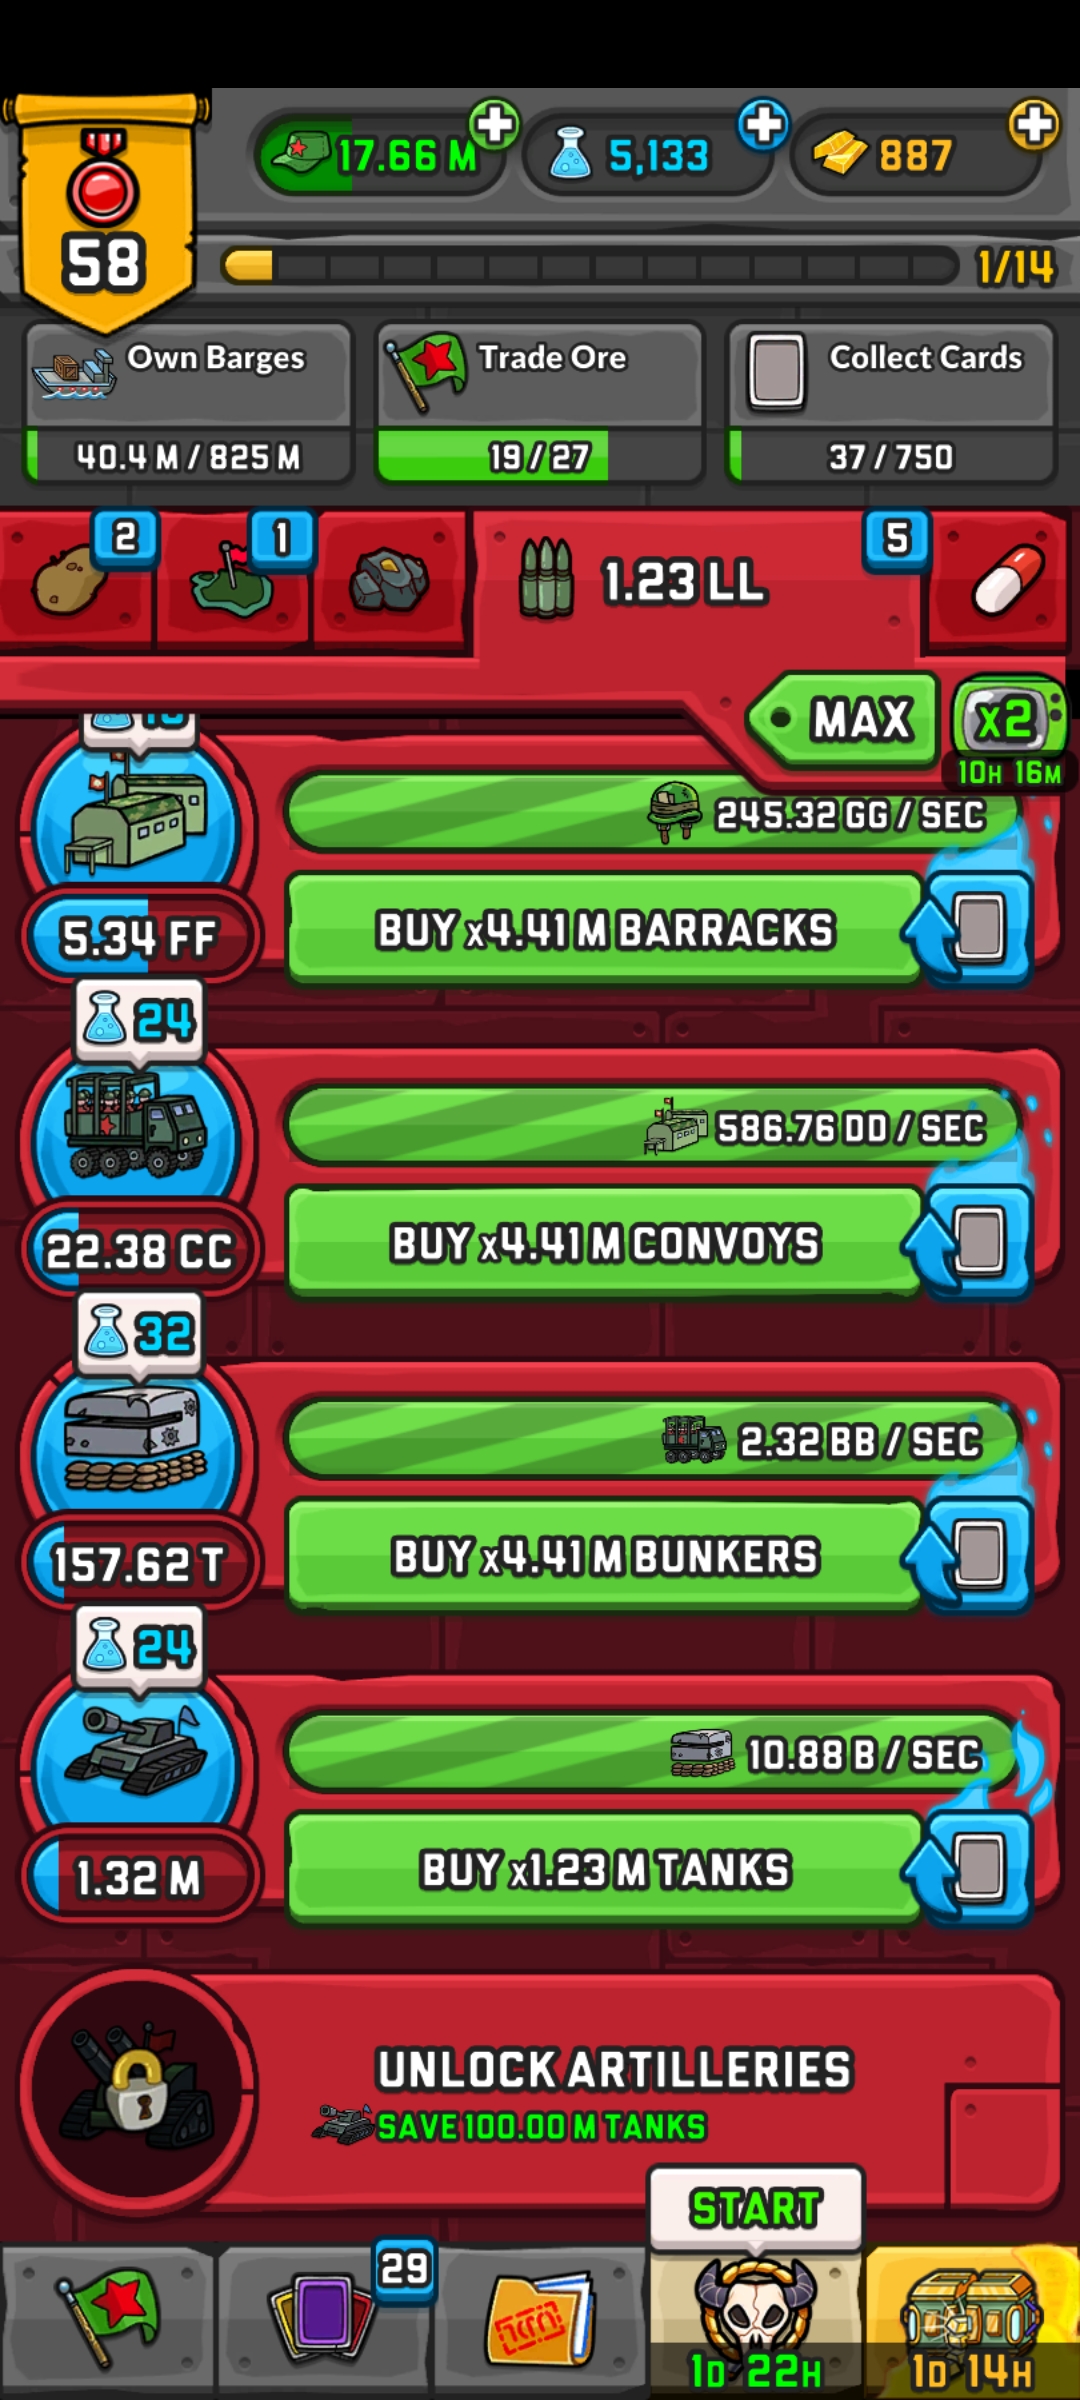 17.66 M
5,133
887
58
1/14
Own Barges
Trade Ore
Collect Cards
40.4 M / 825 M
19 / 27
37 / 750
2
1
1.23 LL
5
MAX
x2
10H 16M
245.32 GG / SEC
BUY x4.41 M BARRACKS
5.34 FF
24
586.76 DD / SEC
BUY x4.41 M CONVOYS
22.38 CC
32
2.32 BB / SEC
BUY x4.41 M BUNKERS
157.62 T
24
10.88 B / SEC
BUY x1.23 M TANKS
1.32 M
UNLOCK ARTILLERIES
SAVE 100.00 M TANKS
START
29
1D 22H
1D 14H